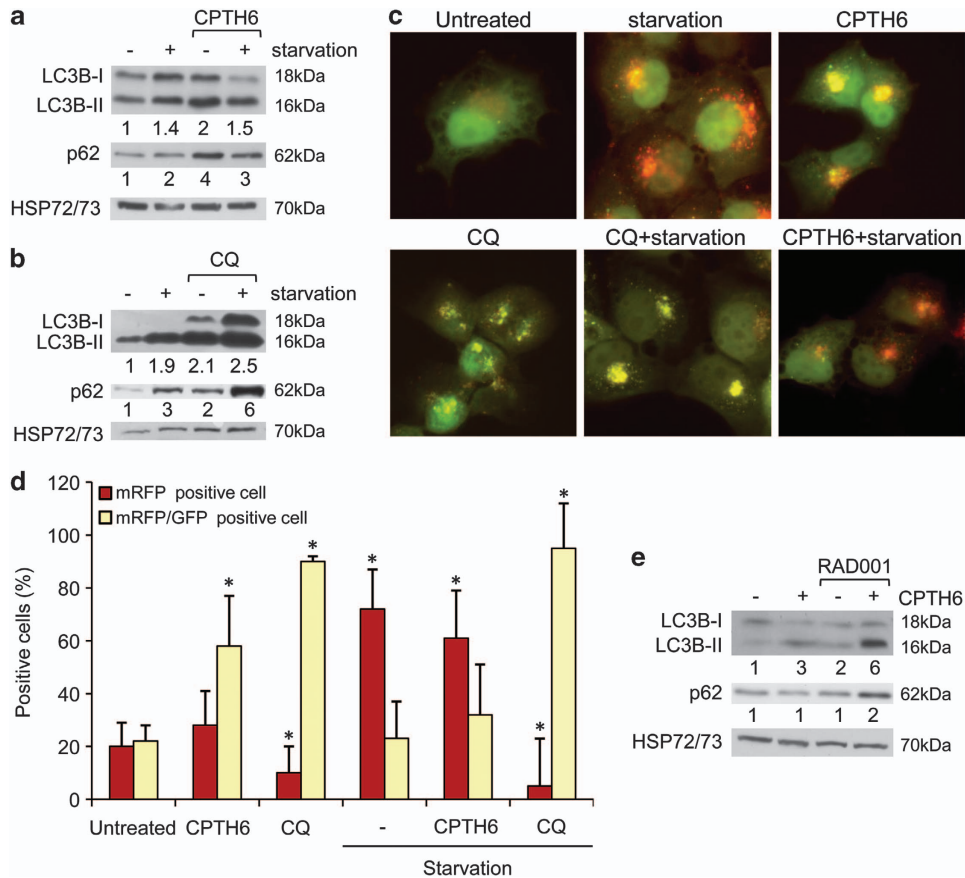 a
CPTH6
- + - + starvation
LC3B-I 18kDa
LC3B-II 16kDa
1 1.4 2 1.5
p62 62kDa
1 2 4 3
HSP72/73 70kDa
b
CQ
- + - + starvation
LC3B-I 18kDa
LC3B-II 16kDa
1 1.9 2.1 2.5
p62 62kDa
1 3 2 6
HSP72/73 70kDa
c
Untreated starvation CPTH6
CQ CQ+starvation CPTH6+starvation
d
mRFP positive cell
mRFP/GFP positive cell
Positive cells (%)
120
100
80
60
40
20
0
* * * * * *
Untreated CPTH6 CQ - CPTH6 CQ
Starvation
e
RAD001
- + - + CPTH6
LC3B-I 18kDa
LC3B-II 16kDa
1 3 2 6
p62 62kDa
1 1 1 2
HSP72/73 70kDa